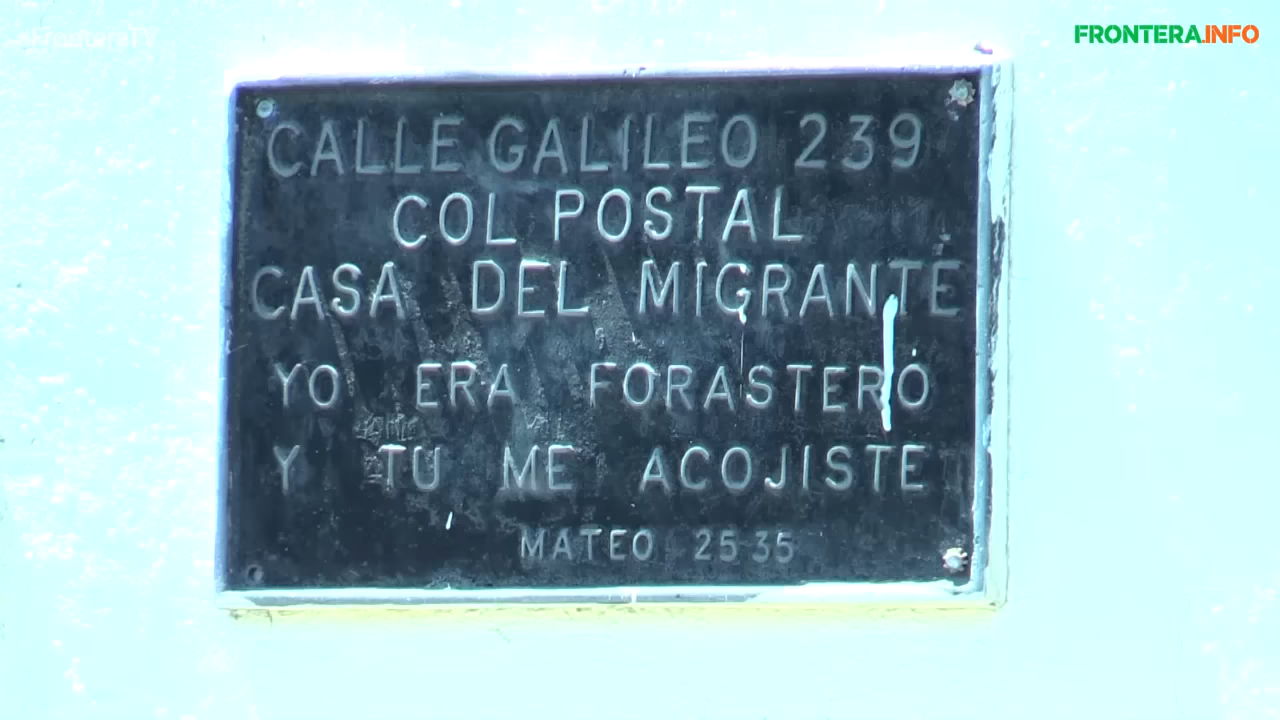 #FronteraTV
FRONTERA.INFO
CALLE GALILEO 239
COL POSTAL
CASA DEL MIGRANTE
YO ERA FORASTERO
Y TU ME ACOJISTE
MATEO 25 35